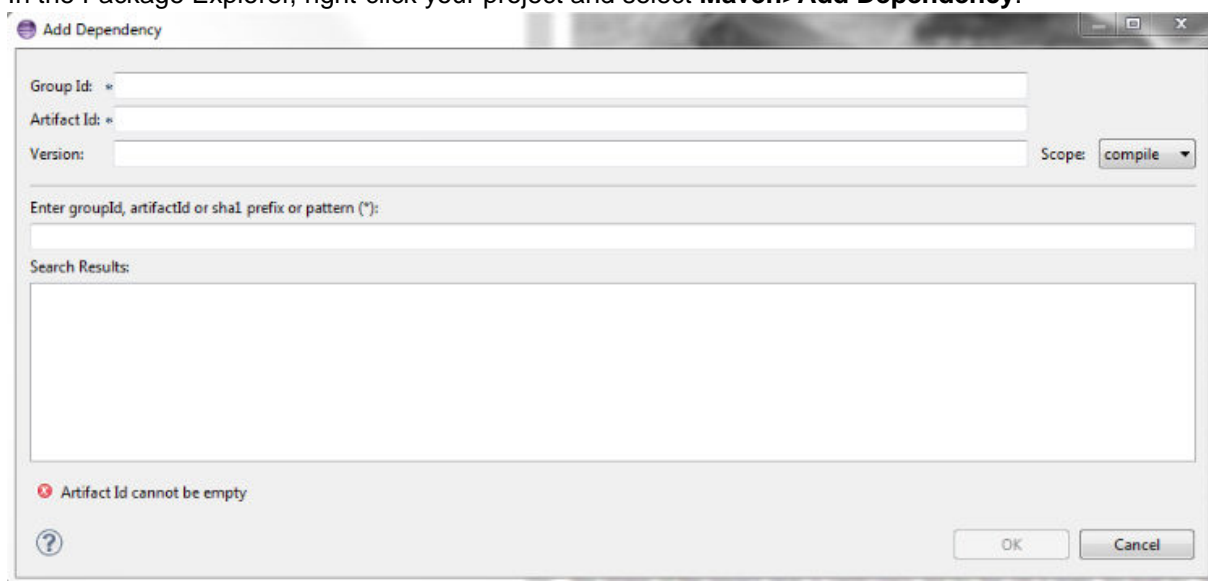 In the Package Explorer, right-click your project and select Maven>Add Dependency.
Add Dependency
Group Id: *
Artifact Id: *
Version:
Scope: compile
Enter groupId, artifactId or sha1 prefix or pattern (*):
Search Results:
Artifact Id cannot be empty
OK Cancel